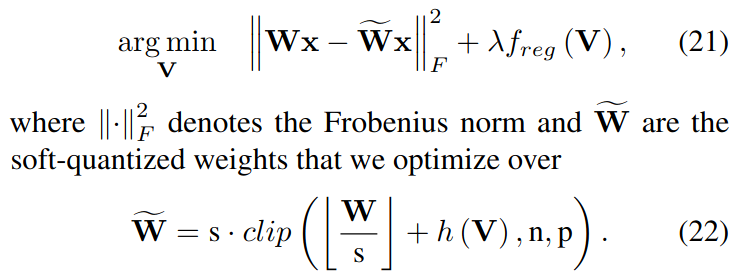 arg min_V ‖Wx − W̃x‖²_F + λf_reg (V) , (21)
where ‖·‖²_F denotes the Frobenius norm and W̃ are the
soft-quantized weights that we optimize over
W̃ = s · clip (⌊W/s⌋ + h (V) , n, p) . (22)